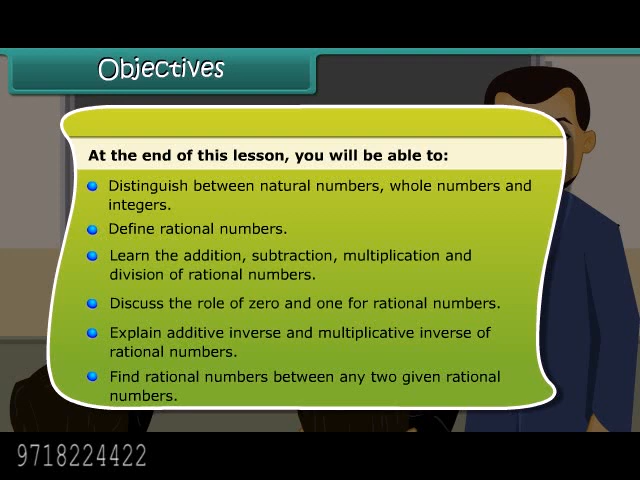 Objectives
At the end of this lesson, you will be able to:
Distinguish between natural numbers, whole numbers and
integers.
Define rational numbers.
Learn the addition, subtraction, multiplication and
division of rational numbers.
Discuss the role of zero and one for rational numbers.
Explain additive inverse and multiplicative inverse of
rational numbers.
Find rational numbers between any two given rational
numbers.
9718224422